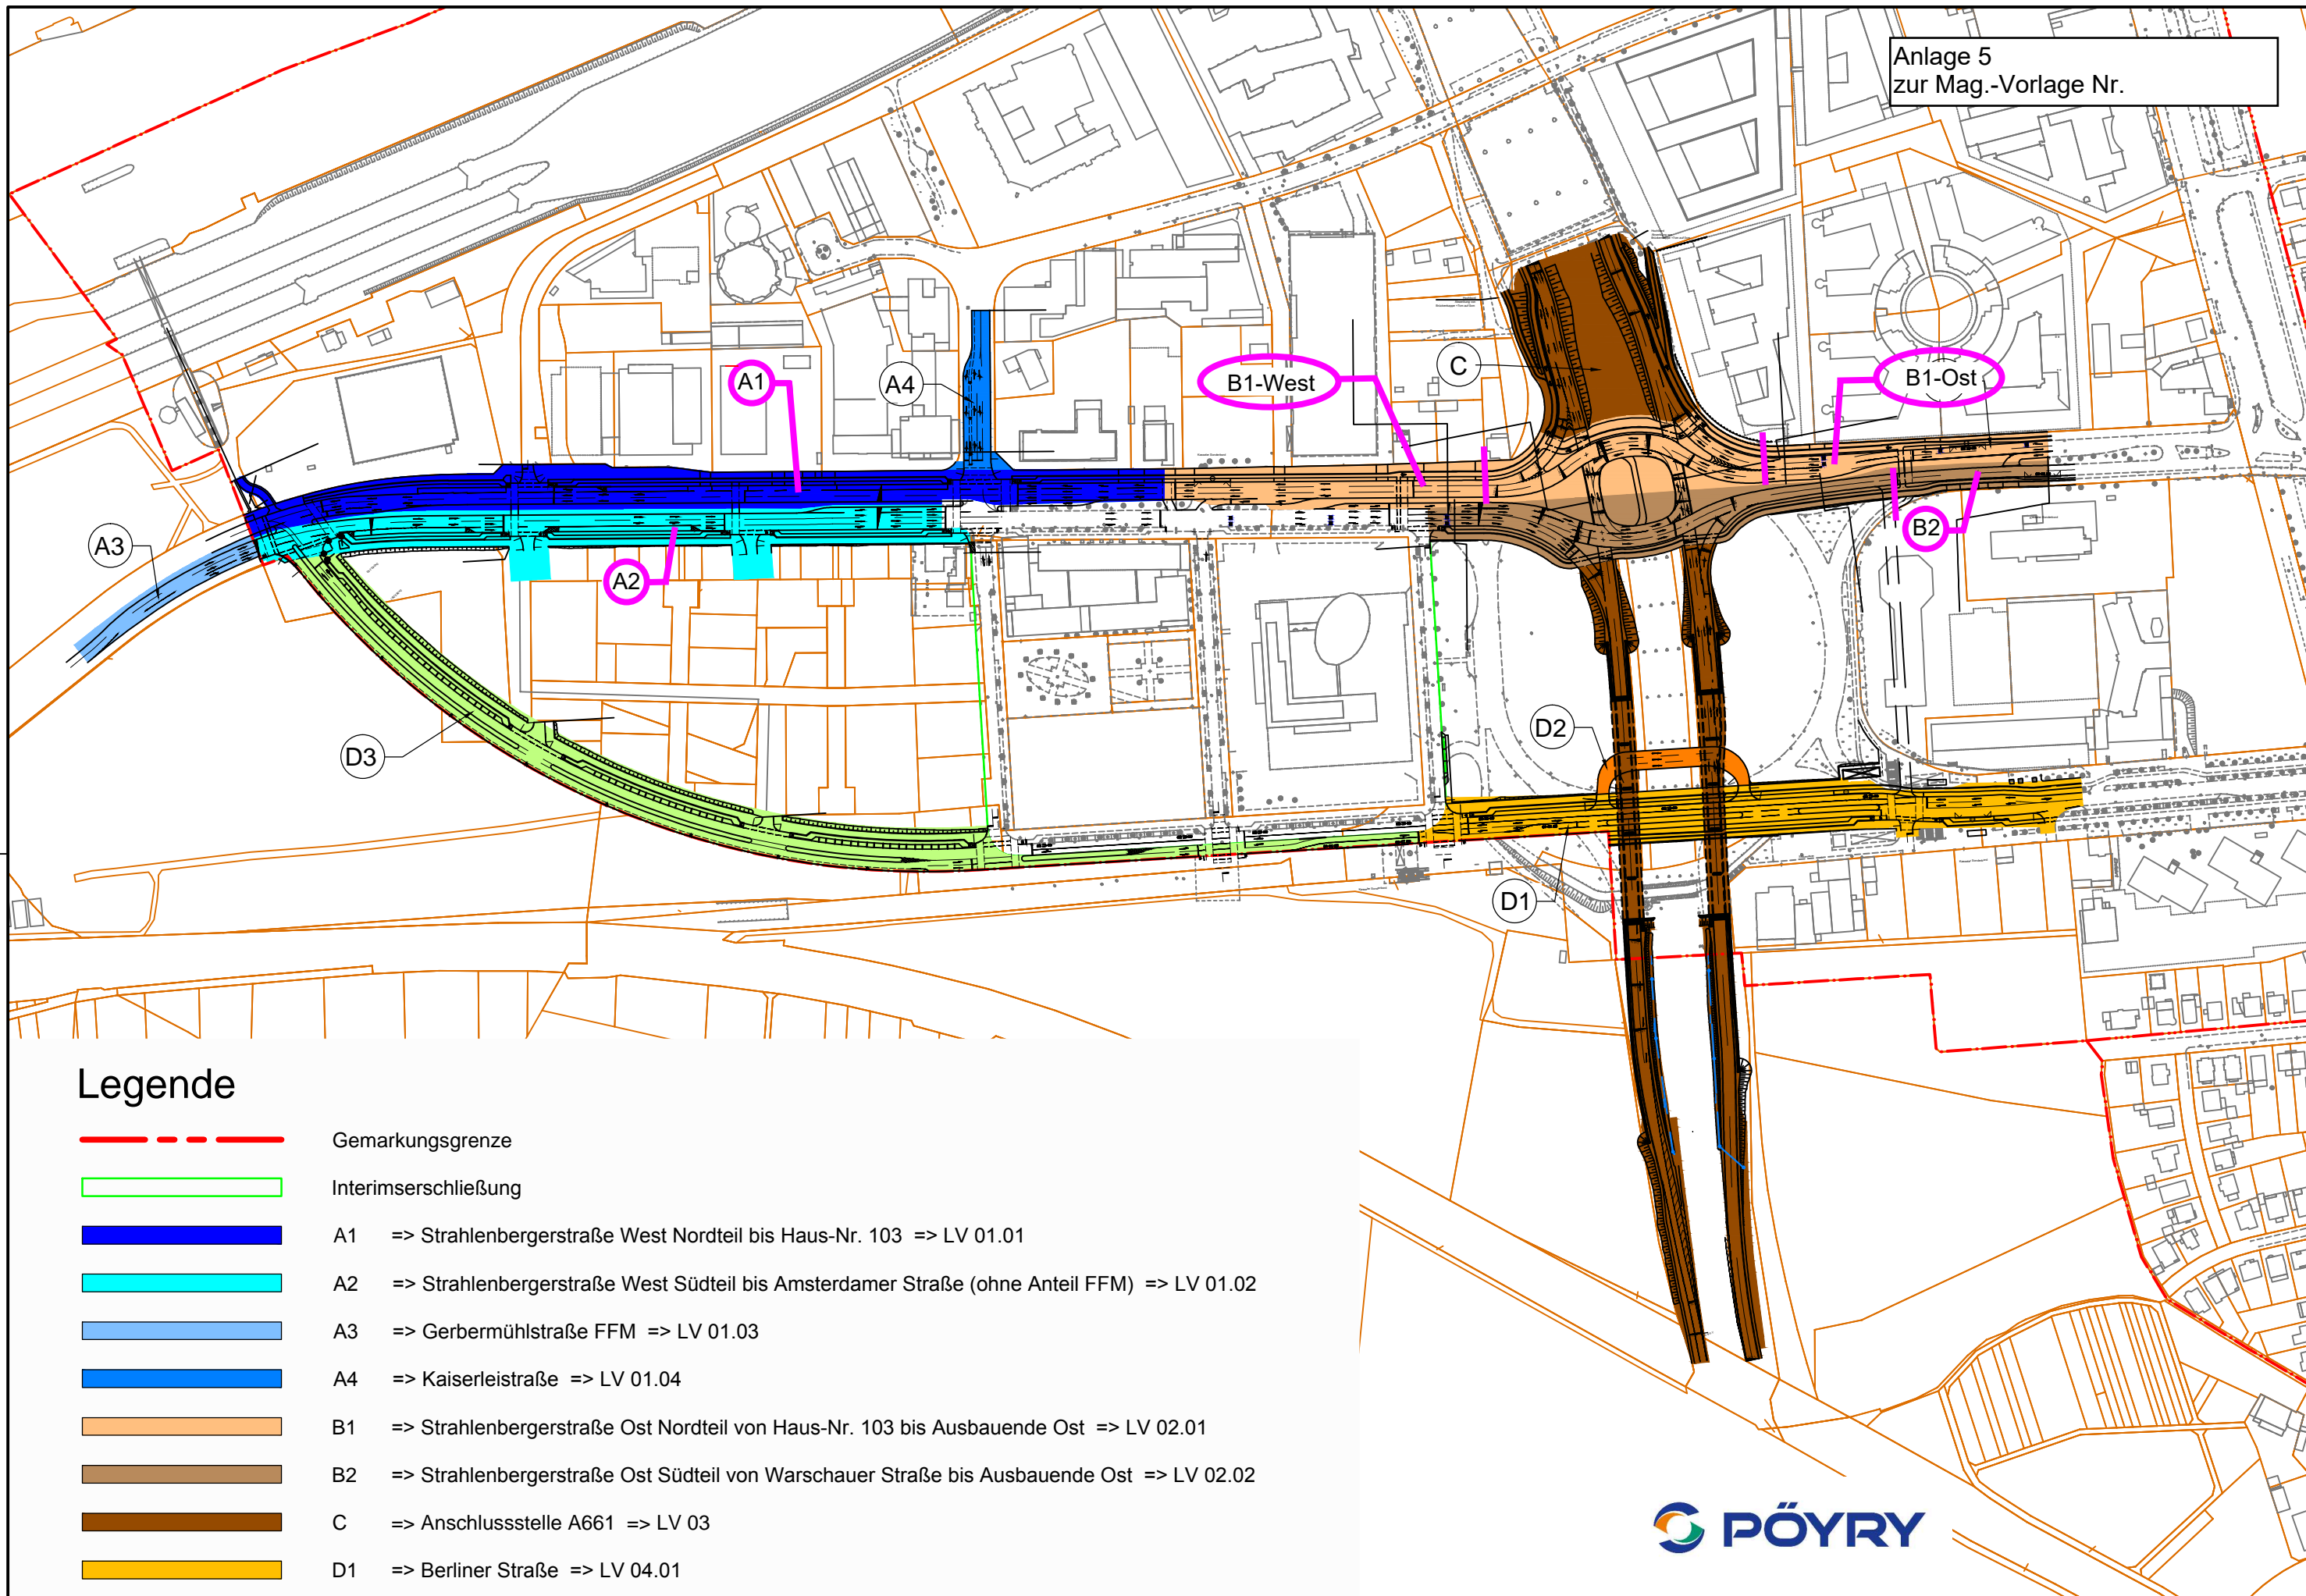 Anlage 5
zur Mag.-Vorlage Nr.
A1
A4
B1-West
C
B1-Ost
A3
A2
B2
D3
D2
D1
Legende
Gemarkungsgrenze
Interimserschließung
A1 => Strahlenbergerstraße West Nordteil bis Haus-Nr. 103 => LV 01.01
A2 => Strahlenbergerstraße West Südteil bis Amsterdamer Straße (ohne Anteil FFM) => LV 01.02
A3 => Gerbermühlstraße FFM => LV 01.03
A4 => Kaiserleistraße => LV 01.04
B1 => Strahlenbergerstraße Ost Nordteil von Haus-Nr. 103 bis Ausbauende Ost => LV 02.01
B2 => Strahlenbergerstraße Ost Südteil von Warschauer Straße bis Ausbauende Ost => LV 02.02
C => Anschlussstelle A661 => LV 03
D1 => Berliner Straße => LV 04.01
PÖYRY